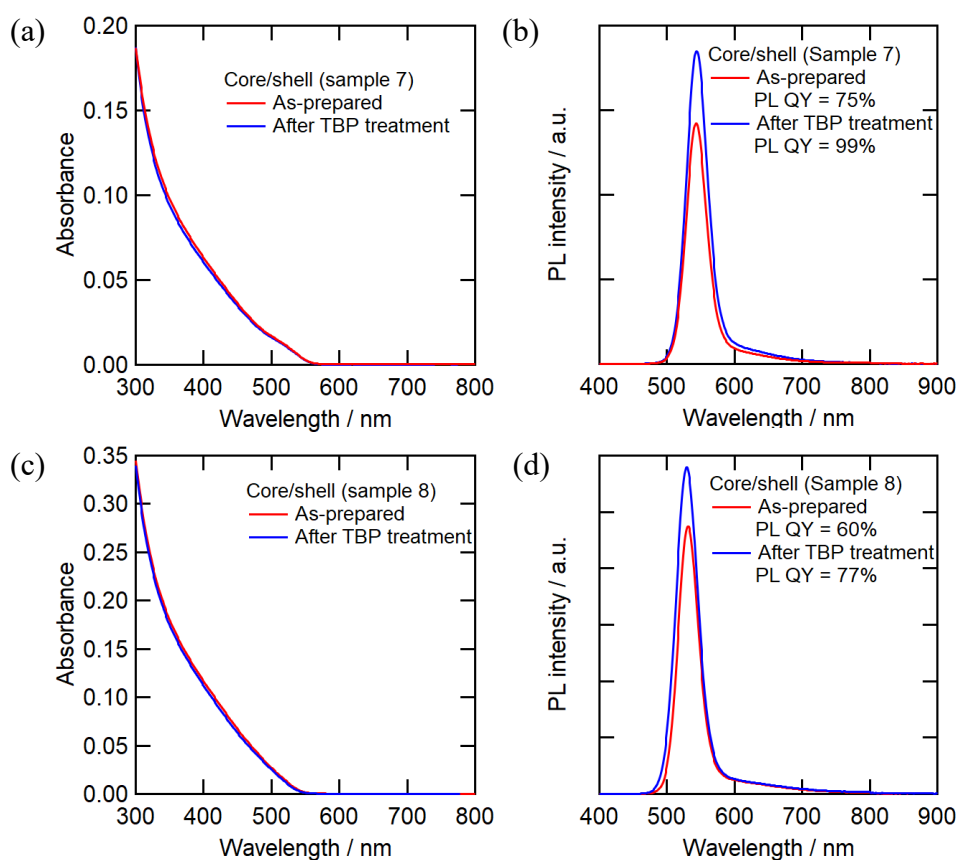 (a)
0.20
0.15
0.10
0.05
0.00
Absorbance
Core/shell (sample 7)
As-prepared
After TBP treatment
300 400 500 600 700 800
Wavelength / nm
(b)
PL intensity / a.u.
Core/shell (Sample 7)
As-prepared
PL QY = 75%
After TBP treatment
PL QY = 99%
400 500 600 700 800 900
Wavelength / nm
(c)
0.35
0.30
0.25
0.20
0.15
0.10
0.05
0.00
Absorbance
Core/shell (sample 8)
As-prepared
After TBP treatment
300 400 500 600 700 800
Wavelength / nm
(d)
PL intensity / a.u.
Core/shell (Sample 8)
As-prepared
PL QY = 60%
After TBP treatment
PL QY = 77%
400 500 600 700 800 900
Wavelength / nm